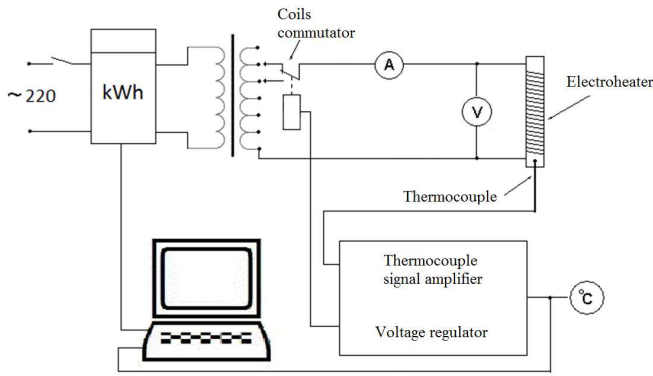 Coils
commutator
A
Electroheater
~220
kWh
V
Thermocouple
Thermocouple
signal amplifier
°C
Voltage regulator